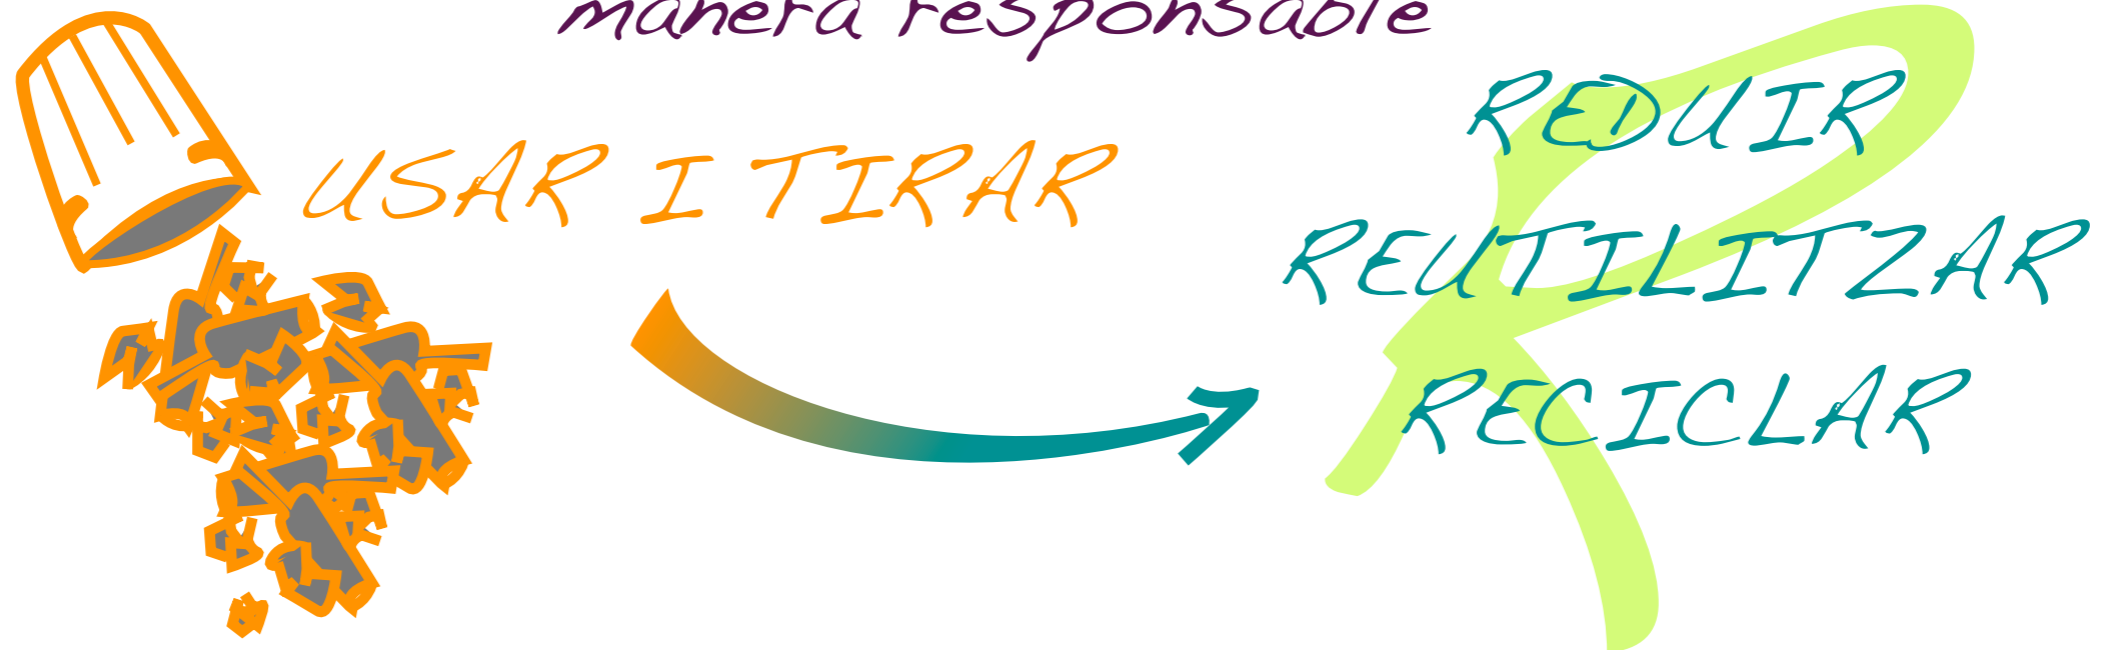 manera responsable
USAR I TIRAR
REDUIR
REUTILITZAR
RECICLAR